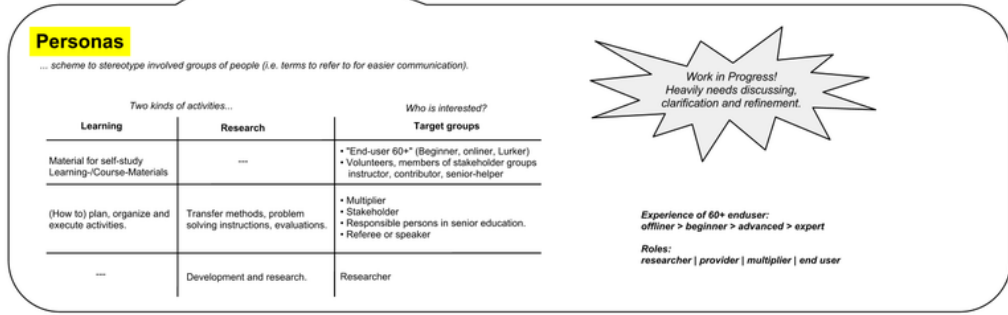 Personas
... scheme to stereotype involved groups of people (i.e. terms to refer to for easier communication).
Two kinds of activities...
Who is interested?
Learning
Research
Target groups
Material for self-study
Learning-/Course-Materials
---
• "End-user 60+" (Beginner, onliner, Lurker)
• Volunteers, members of stakeholder groups
instructor, contributor, senior-helper
(How to) plan, organize and
execute activities.
Transfer methods, problem
solving instructions, evaluations.
• Multiplier
• Stakeholder
• Responsible persons in senior education.
• Referee or speaker
---
Development and research.
Researcher
Work in Progress!
Heavily needs discussing,
clarification and refinement.
Experience of 60+ enduser:
offliner > beginner > advanced > expert
Roles:
researcher | provider | multiplier | end user